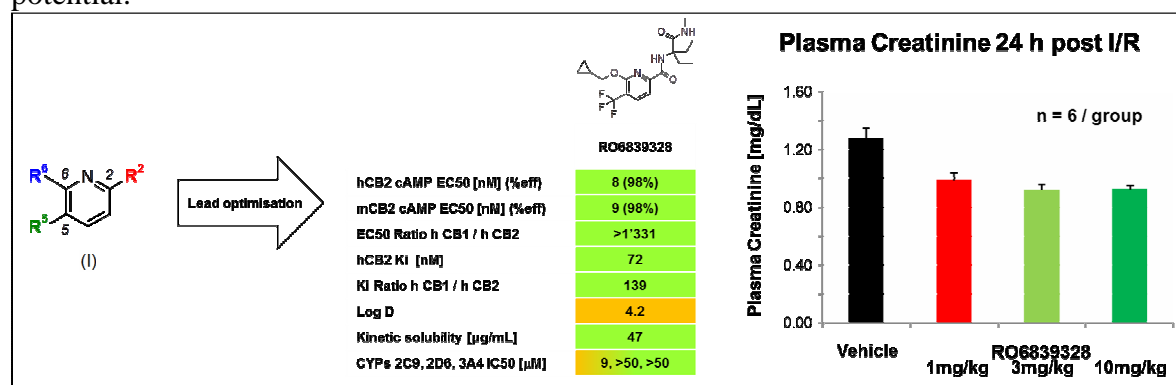 potential.
R⁶ 6 N 2 R²
R⁵ 5
(I)
Lead optimisation
O NH
N NH
O O
F F F
RO6839328
hCB2 cAMP EC50 [nM] (%eff) 8 (98%)
mCB2 cAMP EC50 [nM] (%eff) 9 (98%)
EC50 Ratio h CB1 / h CB2 >1'331
hCB2 Ki [nM] 72
Ki Ratio h CB1 / h CB2 139
Log D 4.2
Kinetic solubility [µg/mL] 47
CYPs 2C9, 2D6, 3A4 IC50 [µM] 9, >50, >50
Plasma Creatinine 24 h post I/R
n = 6 / group
Plasma Creatinine [mg/dL]
1.60
1.20
0.80
0.40
0.00
Vehicle RO6839328
1mg/kg 3mg/kg 10mg/kg